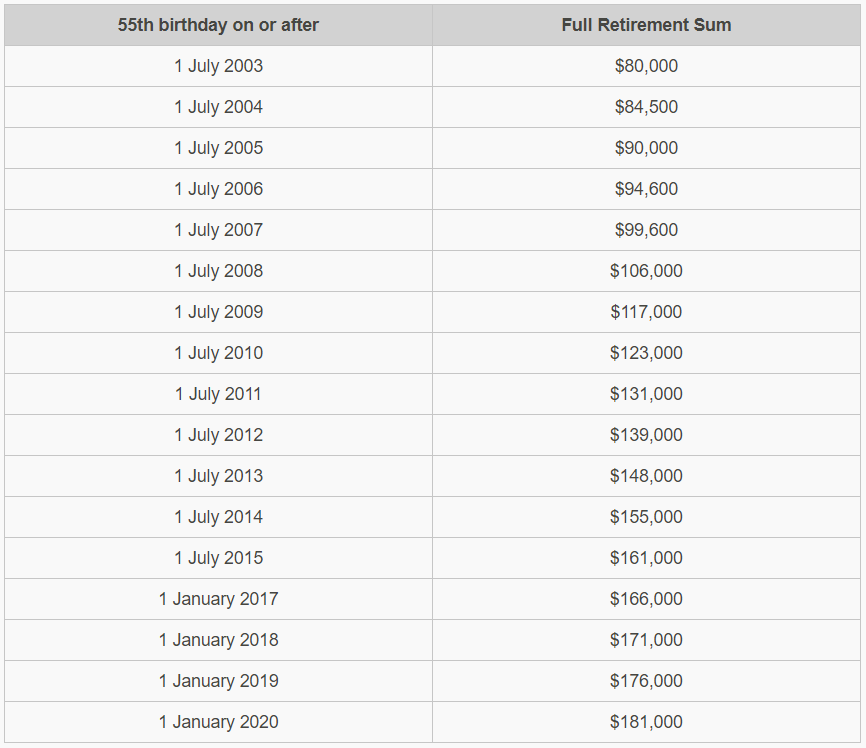 55th birthday on or after Full Retirement Sum
1 July 2003 $80,000
1 July 2004 $84,500
1 July 2005 $90,000
1 July 2006 $94,600
1 July 2007 $99,600
1 July 2008 $106,000
1 July 2009 $117,000
1 July 2010 $123,000
1 July 2011 $131,000
1 July 2012 $139,000
1 July 2013 $148,000
1 July 2014 $155,000
1 July 2015 $161,000
1 January 2017 $166,000
1 January 2018 $171,000
1 January 2019 $176,000
1 January 2020 $181,000